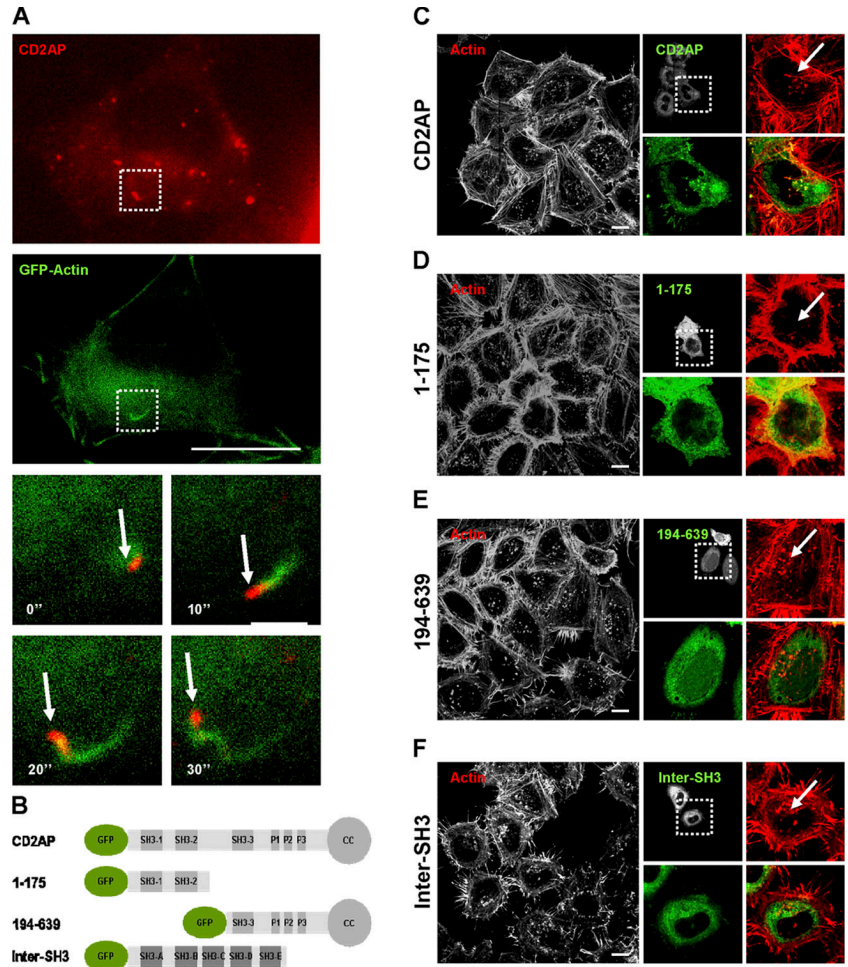 A
CD2AP
GFP-Actin
0’’
10’’
20’’
30’’
B
CD2AP
GFP
SH3-1
SH3-2
SH3-3
P1
P2
P3
CC
1-175
GFP
SH3-1
SH3-2
194-639
GFP
SH3-3
P1
P2
P3
CC
Inter-SH3
GFP
SH3-A
SH3-B
SH3-C
SH3-D
SH3-E
C
CD2AP
Actin
CD2AP
D
1-175
Actin
1-175
E
194-639
Actin
194-639
F
Inter-SH3
Actin
Inter-SH3